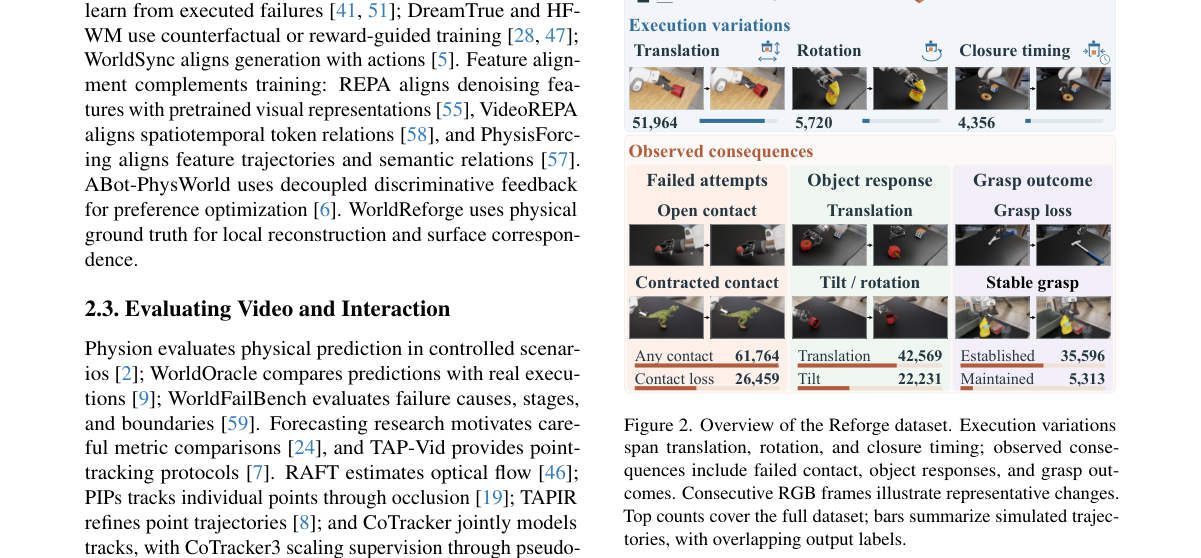 learn from executed failures [41, 51]; DreamTrue and HF-
WM use counterfactual or reward-guided training [28, 47];
WorldSync aligns generation with actions [5]. Feature align-
ment complements training: REPA aligns denoising fea-
tures with pretrained visual representations [55], VideoREPA
aligns spatiotemporal token relations [58], and PhysisForc-
ing aligns feature trajectories and semantic relations [57].
ABot-PhysWorld uses decoupled discriminative feedback
for preference optimization [6]. WorldReforge uses physical
ground truth for local reconstruction and surface correspon-
dence.
2.3. Evaluating Video and Interaction
Physion evaluates physical prediction in controlled scenar-
ios [2]; WorldOracle compares predictions with real execu-
tions [9]; WorldFailBench evaluates failure causes, stages,
and boundaries [59]. Forecasting research motivates care-
ful metric comparisons [24], and TAP-Vid provides point-
tracking protocols [7]. RAFT estimates optical flow [46];
PIPs tracks individual points through occlusion [19]; TAPIR
refines point trajectories [8]; and CoTracker jointly models
tracks, with CoTracker3 scaling supervision through pseudo-
Execution variations
Translation Rotation Closure timing
51,964 5,720 4,356
Observed consequences
Failed attempts Object response Grasp outcome
Open contact Translation Grasp loss
Contracted contact Tilt / rotation Stable grasp
Any contact 61,764 Translation 42,569 Established 35,596
Contact loss 26,459 Tilt 22,231 Maintained 5,313
Figure 2. Overview of the Reforge dataset. Execution variations
span translation, rotation, and closure timing; observed conse-
quences include failed contact, object responses, and grasp out-
comes. Consecutive RGB frames illustrate representative changes.
Top counts cover the full dataset; bars summarize simulated trajec-
tories, with overlapping output labels.